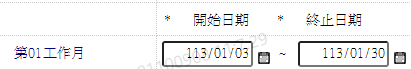 * 開始日期 * 終止日期
第01工作月 113/01/03 ~ 113/01/30